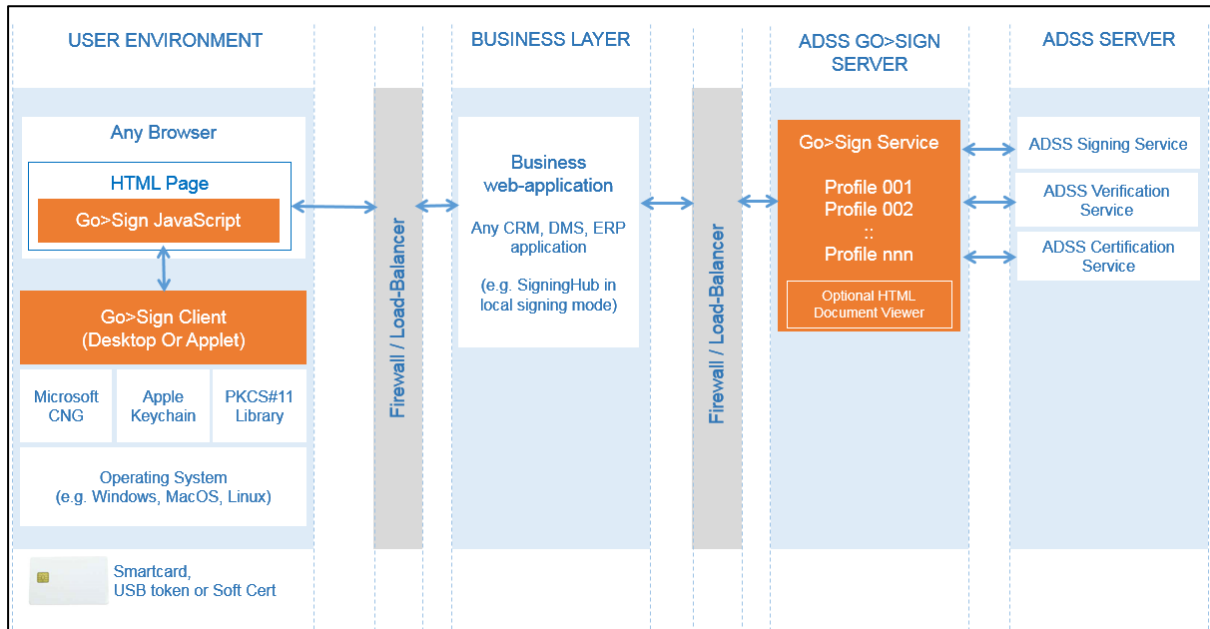 USER ENVIRONMENT
Any Browser
HTML Page
Go>Sign JavaScript
Go>Sign Client
(Desktop Or Applet)
Microsoft
CNG
Apple
Keychain
PKCS#11
Library
Operating System
(e.g. Windows, MacOS, Linux)
Smartcard,
USB token or Soft Cert
Firewall / Load-Balancer
BUSINESS LAYER
Business
web-application
Any CRM, DMS, ERP
application
(e.g. SigningHub in
local signing mode)
Firewall / Load-Balancer
ADSS GO>SIGN
SERVER
Go>Sign Service
Profile 001
Profile 002
::
Profile nnn
Optional HTML
Document Viewer
ADSS SERVER
ADSS Signing Service
ADSS Verification
Service
ADSS Certification
Service